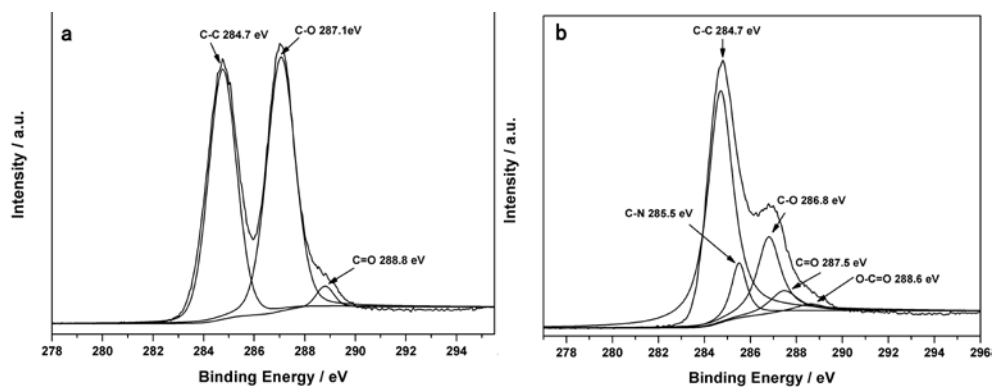 a
C-C 284.7 eV
C-O 287.1eV
C=O 288.8 eV
Intensity / a.u.
278 280 282 284 286 288 290 292 294
Binding Energy / eV
b
C-C 284.7 eV
C-N 285.5 eV
C-O 286.8 eV
C=O 287.5 eV
O-C=O 288.6 eV
Intensity / a.u.
278 280 282 284 286 288 290 292 294 296
Binding Energy / eV